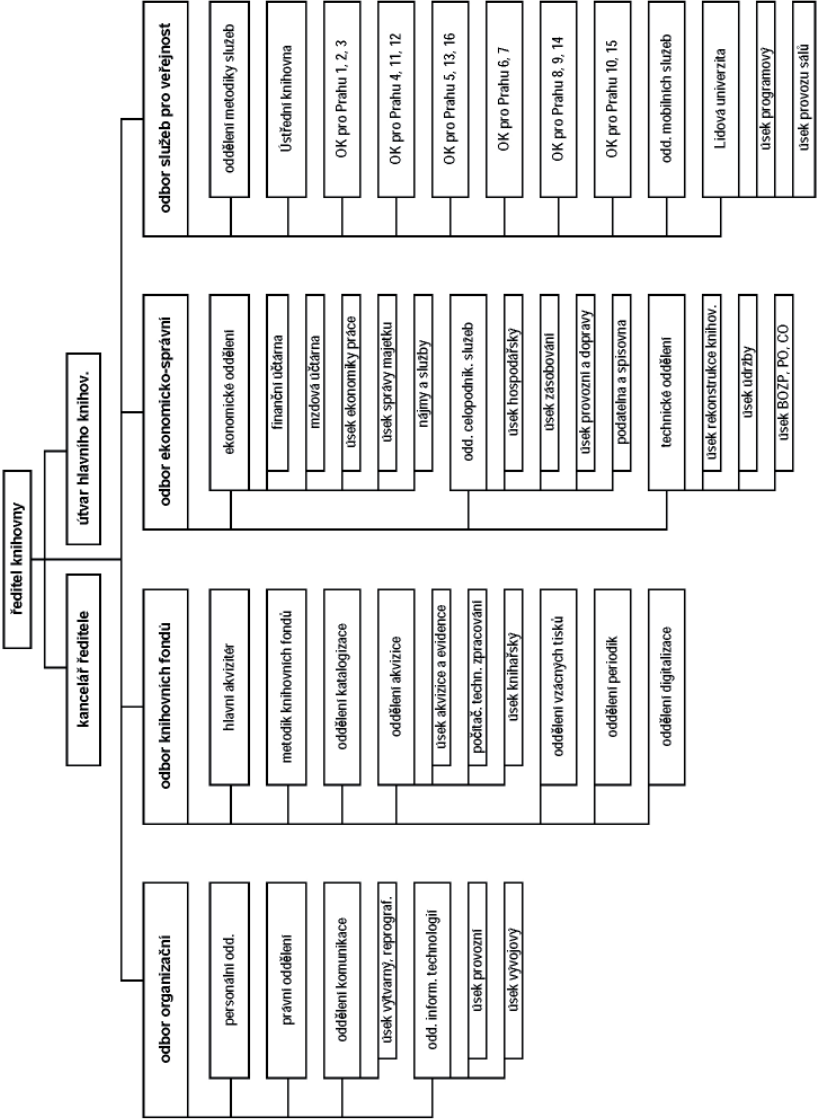 ředitel knihovny
kancelář ředitele
útvar hlavního knihov.
odbor organizační
personální odd.
právní oddělení
oddělení komunikace
úsek výtvarný, reprograf.
odd. inform. technologií
úsek provozní
úsek vývojový
odbor knihovních fondů
hlavní akvizitér
metodik knihovních fondů
oddělení katalogizace
oddělení akvizice
úsek akvizice a evidence
počítač. techn. zpracování
úsek knihařský
oddělení vzácných tisků
oddělení periodik
oddělení digitalizace
odbor ekonomicko-správní
ekonomické oddělení
finanční účtárna
mzdová účtárna
úsek ekonomiky práce
úsek správy majetku
nájmy a služby
odd. celopodnik. služeb
úsek hospodářský
úsek zásobování
úsek provozní a dopravy
podatelna a spisovna
technické oddělení
úsek rekonstrukce knihov.
úsek údržby
úsek BOZP, PO, CO
odbor služeb pro veřejnost
oddělení metodiky služeb
Ústřední knihovna
OK pro Prahu 1, 2, 3
OK pro Prahu 4, 11, 12
OK pro Prahu 5, 13, 16
OK pro Prahu 6, 7
OK pro Prahu 8, 9, 14
OK pro Prahu 10, 15
odd. mobilních služeb
Lidová univerzita
úsek programový
úsek provozu sálů